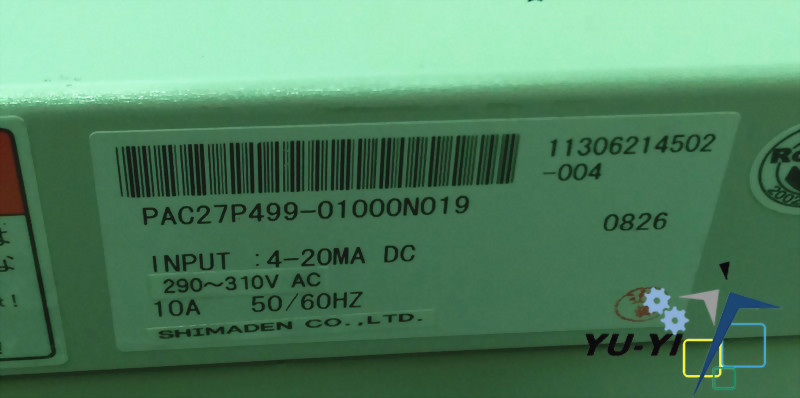 11306214502
-004
PAC27P499-01000N019
0826
INPUT :4-20MA DC
290～310V AC
10A 50/60HZ
SHIMADEN CO.,LTD.
YU-YI